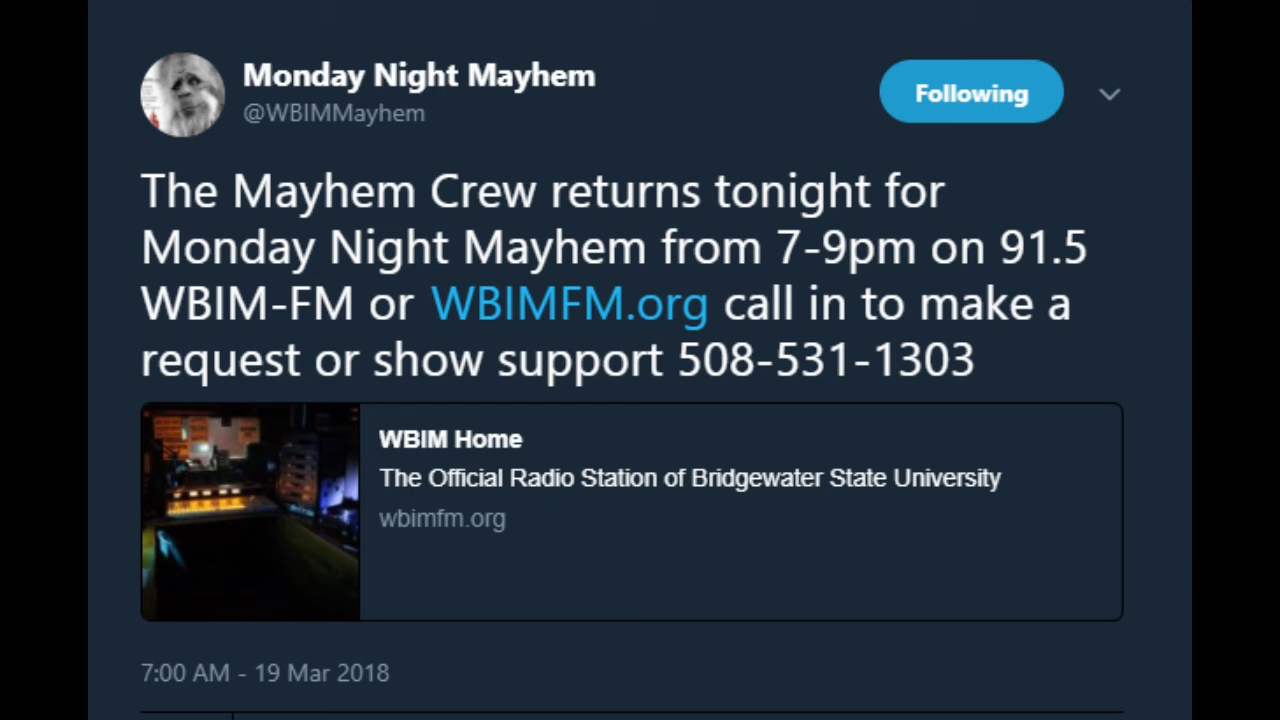 Monday Night Mayhem
@WBIMMayhem
Following
The Mayhem Crew returns tonight for
Monday Night Mayhem from 7-9pm on 91.5
WBIM-FM or WBIMFM.org call in to make a
request or show support 508-531-1303
WBIM Home
The Official Radio Station of Bridgewater State University
wbimfm.org
7:00 AM - 19 Mar 2018